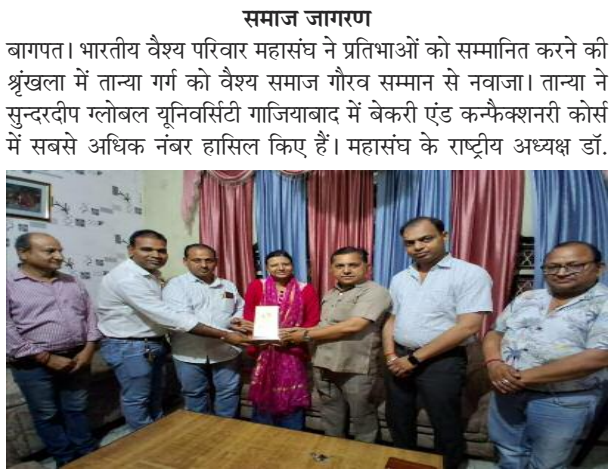 समाज जागरण
बागपत। भारतीय वैश्य परिवार महासंघ ने प्रतिभाओं को सम्मानित करने की
श्रृंखला में तान्या गर्ग को वैश्य समाज गौरव सम्मान से नवाजा। तान्या ने
सुन्दरदीप ग्लोबल यूनिवर्सिटी गाजियाबाद में बेकरी एंड कन्फैक्शनरी कोर्स
में सबसे अधिक नंबर हासिल किए हैं। महासंघ के राष्ट्रीय अध्यक्ष डॉ.